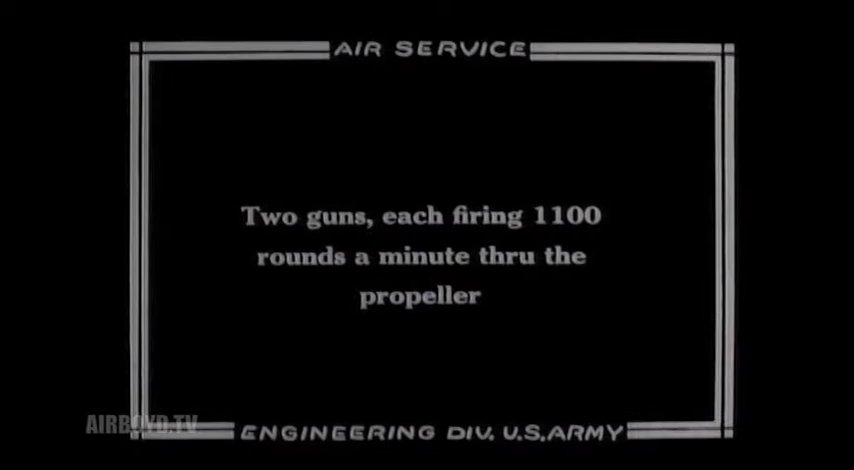 AIR SERVICE
Two guns, each firing 1100
rounds a minute thru the
propeller
AIRBOYD.TV
ENGINEERING DIV. U.S. ARMY